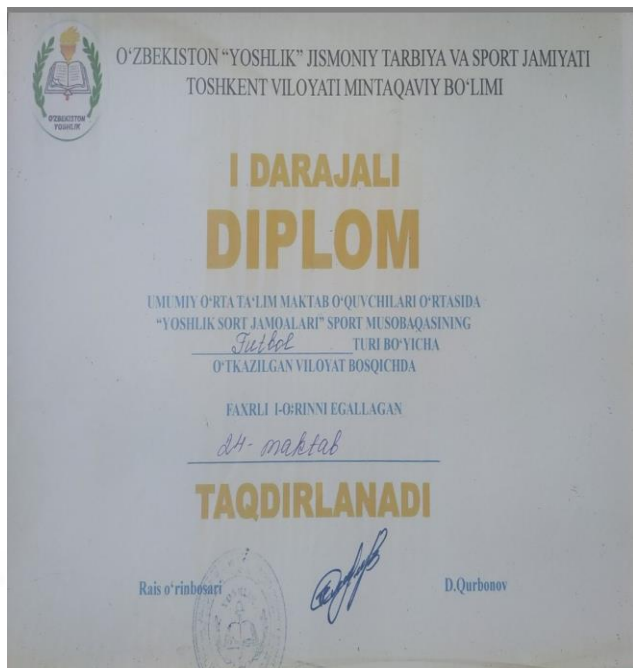 O‘ZBEKISTON “YOSHLIK” JISMONIY TARBIYA VA SPORT JAMIYATI
TOSHKENT VILOYATI MINTAQAVIY BO‘LIMI
O‘ZBEKISTON
YOSHLIK
I DARAJALI
DIPLOM
UMUMIY O‘RTA TA‘LIM MAKTAB O‘QUVCHILARI O‘RTASIDA
“YOSHLIK SORT JAMOALARI” SPORT MUSOBAQASINING
Futbol TURI BO‘YICHA
O‘TKAZILGAN VILOYAT BOSQICHDA
FAXRLI I-O‘RINNI EGALLAGAN
24- maktab
TAQDIRLANADI
Rais o‘rinbosari D.Qurbonov